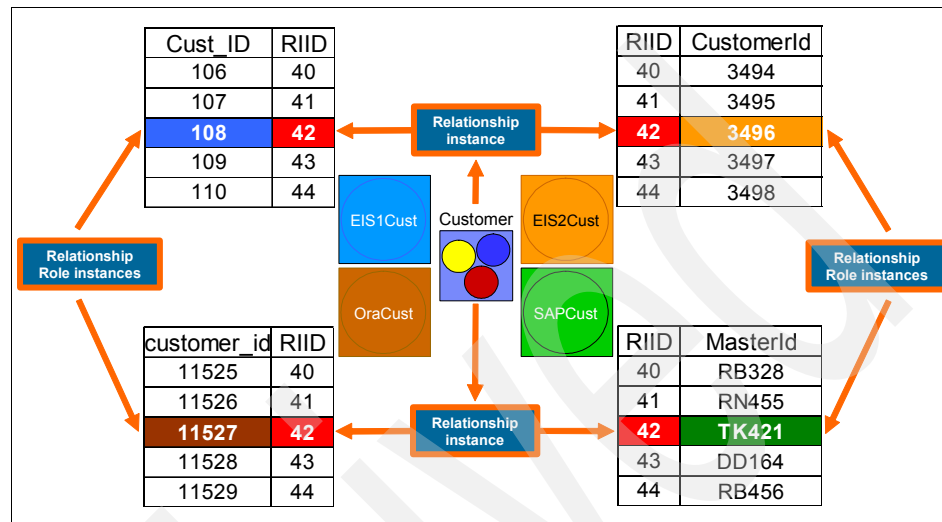 Cust_ID RIID
106 40
107 41
108 42
109 43
110 44
RIID CustomerId
40 3494
41 3495
42 3496
43 3497
44 3498
Relationship
instance
EIS1Cust
Customer
EIS2Cust
Relationship
Role instances
Relationship
Role instances
OraCust
SAPCust
customer_id RIID
11525 40
11526 41
11527 42
11528 43
11529 44
Relationship
instance
RIID MasterId
40 RB328
41 RN455
42 TK421
43 DD164
44 RB456